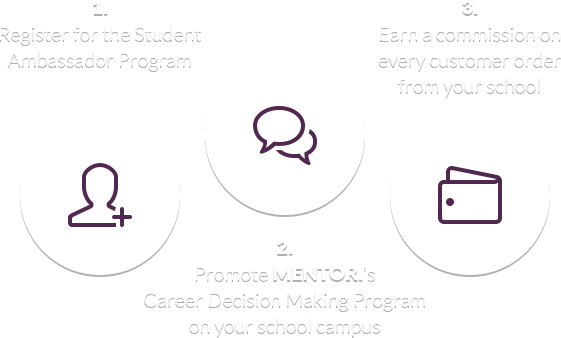 1.
Register for the Student
Ambassador Program
2.
Promote MENTOR.'s
Career Decision Making Program
on your school campus
3.
Earn a commission on
every customer order
from your school